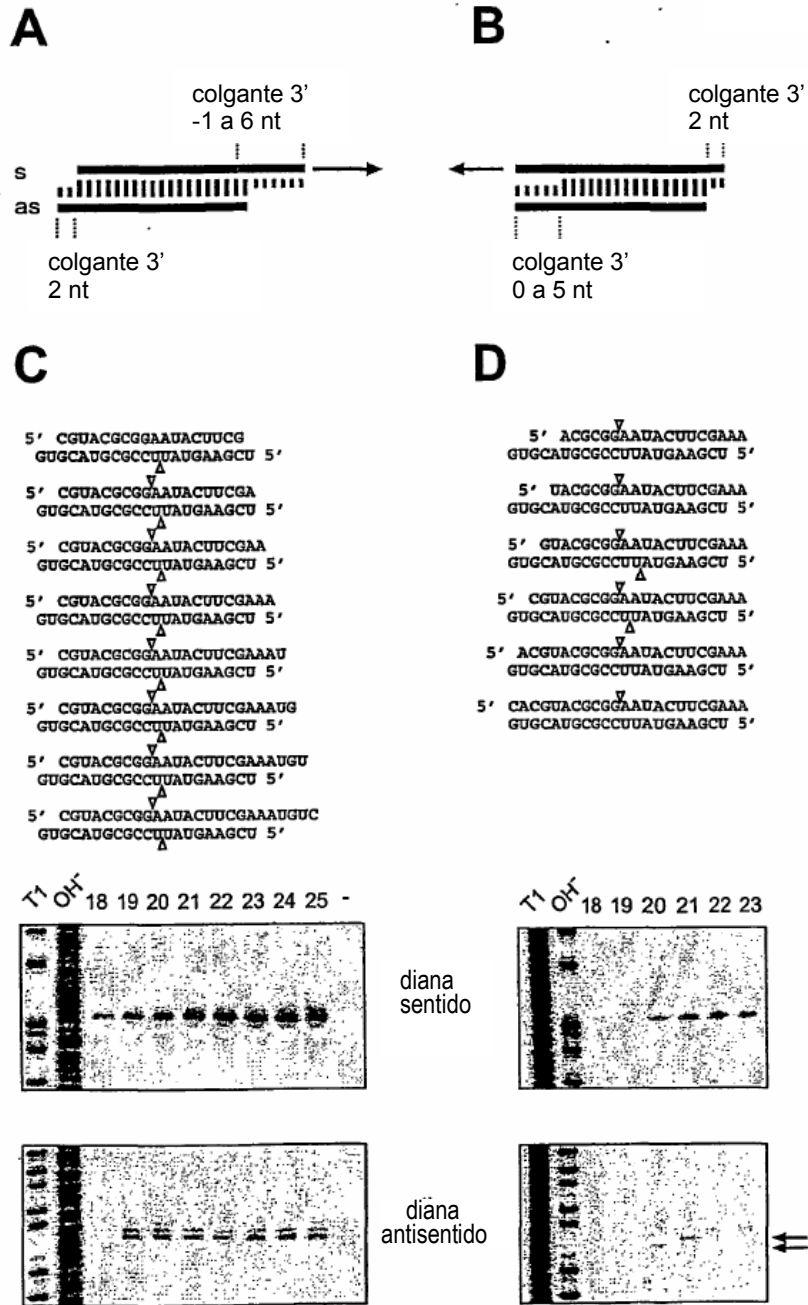 A
B
colgante 3’
-1 a 6 nt
colgante 3’
2 nt
s
as
colgante 3’
2 nt
colgante 3’
0 a 5 nt
C
D
5' CGUACGCGGAAUACUUCG
GUGCAUGCGCCUUAUGAAGCU 5'
5' CGUACGCGGAAUACUUCGA
GUGCAUGCGCCUUAUGAAGCU 5'
5' CGUACGCGGAAUACUUCGAA
GUGCAUGCGCCUUAUGAAGCU 5'
5' CGUACGCGGAAUACUUCGAAA
GUGCAUGCGCCUUAUGAAGCU 5'
5' CGUACGCGGAAUACUUCGAAAU
GUGCAUGCGCCUUAUGAAGCU 5'
5' CGUACGCGGAAUACUUCGAAAUG
GUGCAUGCGCCUUAUGAAGCU 5'
5' CGUACGCGGAAUACUUCGAAAUGU
GUGCAUGCGCCUUAUGAAGCU 5'
5' CGUACGCGGAAUACUUCGAAAUGUC
GUGCAUGCGCCUUAUGAAGCU 5'
5' ACGCGGAAUACUUCGAAA
GUGCAUGCGCCUUAUGAAGCU 5'
5' UACGCGGAAUACUUCGAAA
GUGCAUGCGCCUUAUGAAGCU 5'
5' GUACGCGGAAUACUUCGAAA
GUGCAUGCGCCUUAUGAAGCU 5'
5' CGUACGCGGAAUACUUCGAAA
GUGCAUGCGCCUUAUGAAGCU 5'
5' ACGUACGCGGAAUACUUCGAAA
GUGCAUGCGCCUUAUGAAGCU 5'
5' CACGUACGCGGAAUACUUCGAAA
GUGCAUGCGCCUUAUGAAGCU 5'
T1 OH⁻ 18 19 20 21 22 23 24 25 -
T1 OH⁻ 18 19 20 21 22 23
diana
sentido
diana
antisentido